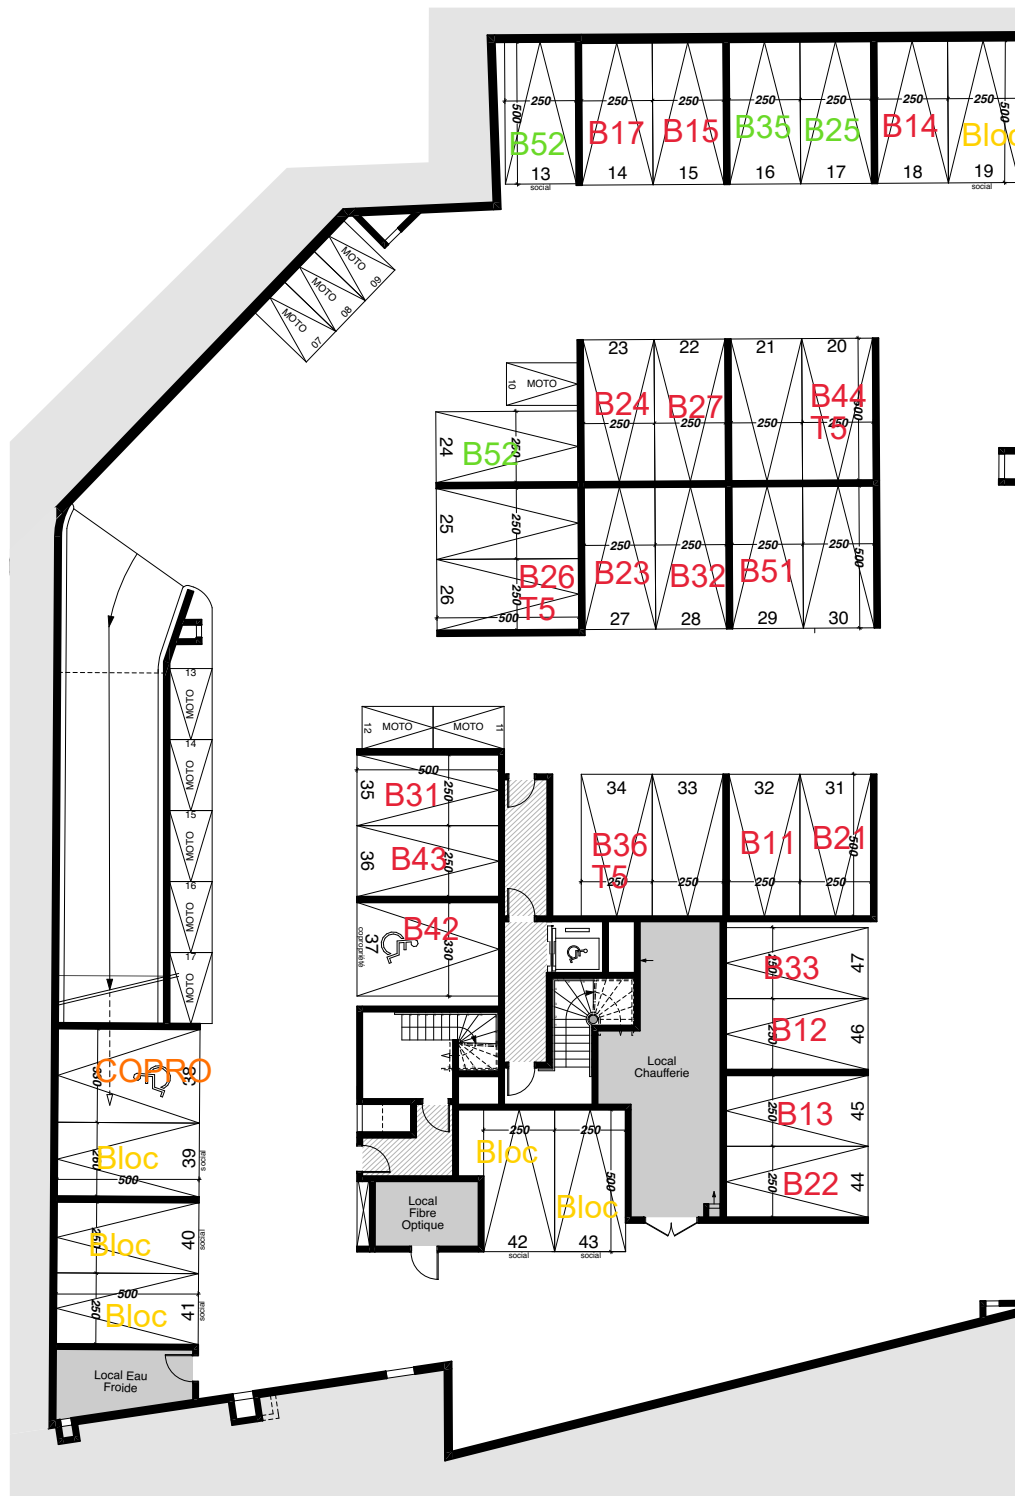 500
250
250
250
250
250
250
500
B52
B17
B15
B35
B25
B14
Bloc
13
14
15
16
17
18
19
social
social
MOTO
09
MOTO
08
MOTO
07
23
22
21
20
10
MOTO
B24
B27
B44
T5
500
250
250
250
250
24
B52
250
25
250
26
B26
T5
250
500
250
250
250
250
500
B23
B32
B51
27
28
29
30
13
MOTO
14
MOTO
15
MOTO
16
MOTO
17
MOTO
12
MOTO
MOTO
11
500
35
B31
250
36
B43
250
37
copropriété
B42
330
34
33
32
31
B36
T5
B11
B21
500
250
250
250
250
B33
250
47
B12
250
46
B13
250
45
B22
250
44
Local
Chaufferie
COPRO
330
38
Bloc
260
39
social
500
Bloc
250
40
social
500
Bloc
250
41
social
250
250
Bloc
Bloc
500
42
43
social
social
Local
Fibre
Optique
Local Eau
Froide